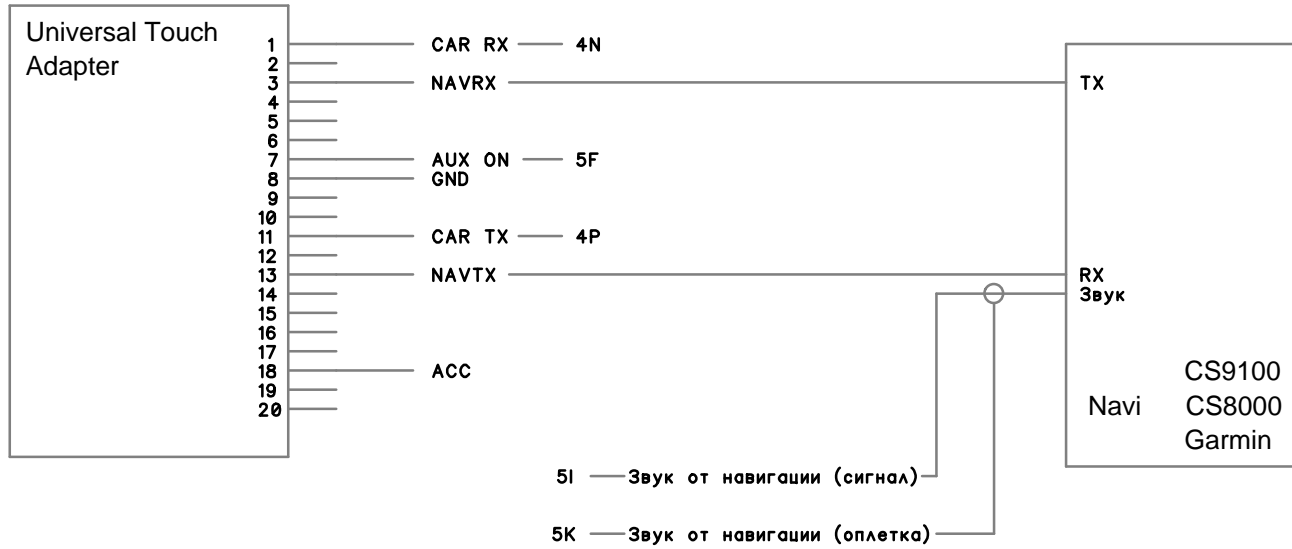 Universal Touch
Adapter
1 CAR RX 4N
2
3 NAVRX TX
4
5
6
7 AUX ON 5F
8 GND
9
10
11 CAR TX 4P
12
13 NAVTX RX
14 Звук
15
16
17
18 ACC
19
20
CS9100
Navi CS8000
Garmin
5I Звук от навигации (сигнал)
5K Звук от навигации (оплетка)